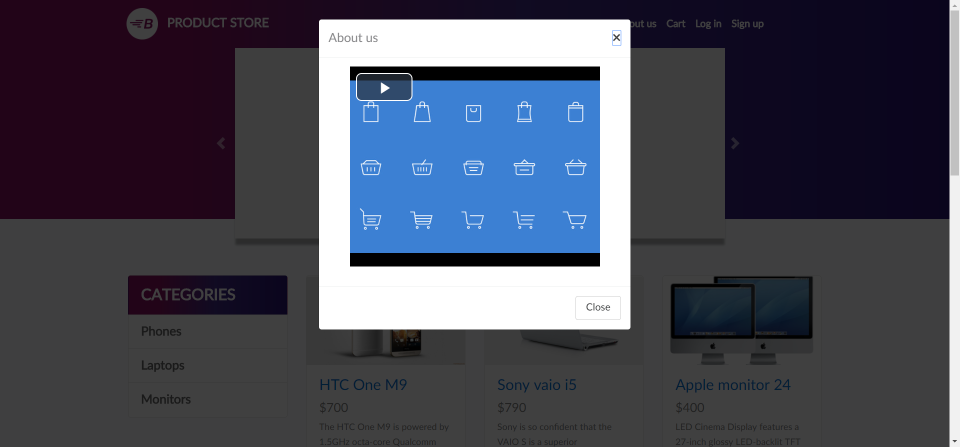 B PRODUCT STORE
out us Cart Log in Sign up
About us
×
Close
CATEGORIES
Phones
Laptops
Monitors
HTC One M9
$700
The HTC One M9 is powered by
1.5GHz octa-core Qualcomm
Sony vaio i5
$790
Sony is so confident that the
VAIO S is a superior
Apple monitor 24
$400
LED Cinema Display features a
27-inch glossy LED-backlit TFT